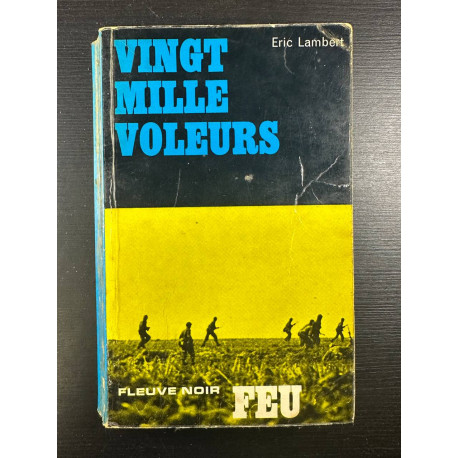 Eric Lambert
VINGT
MILLE
VOLEURS
FLEUVE NOIR
FEU